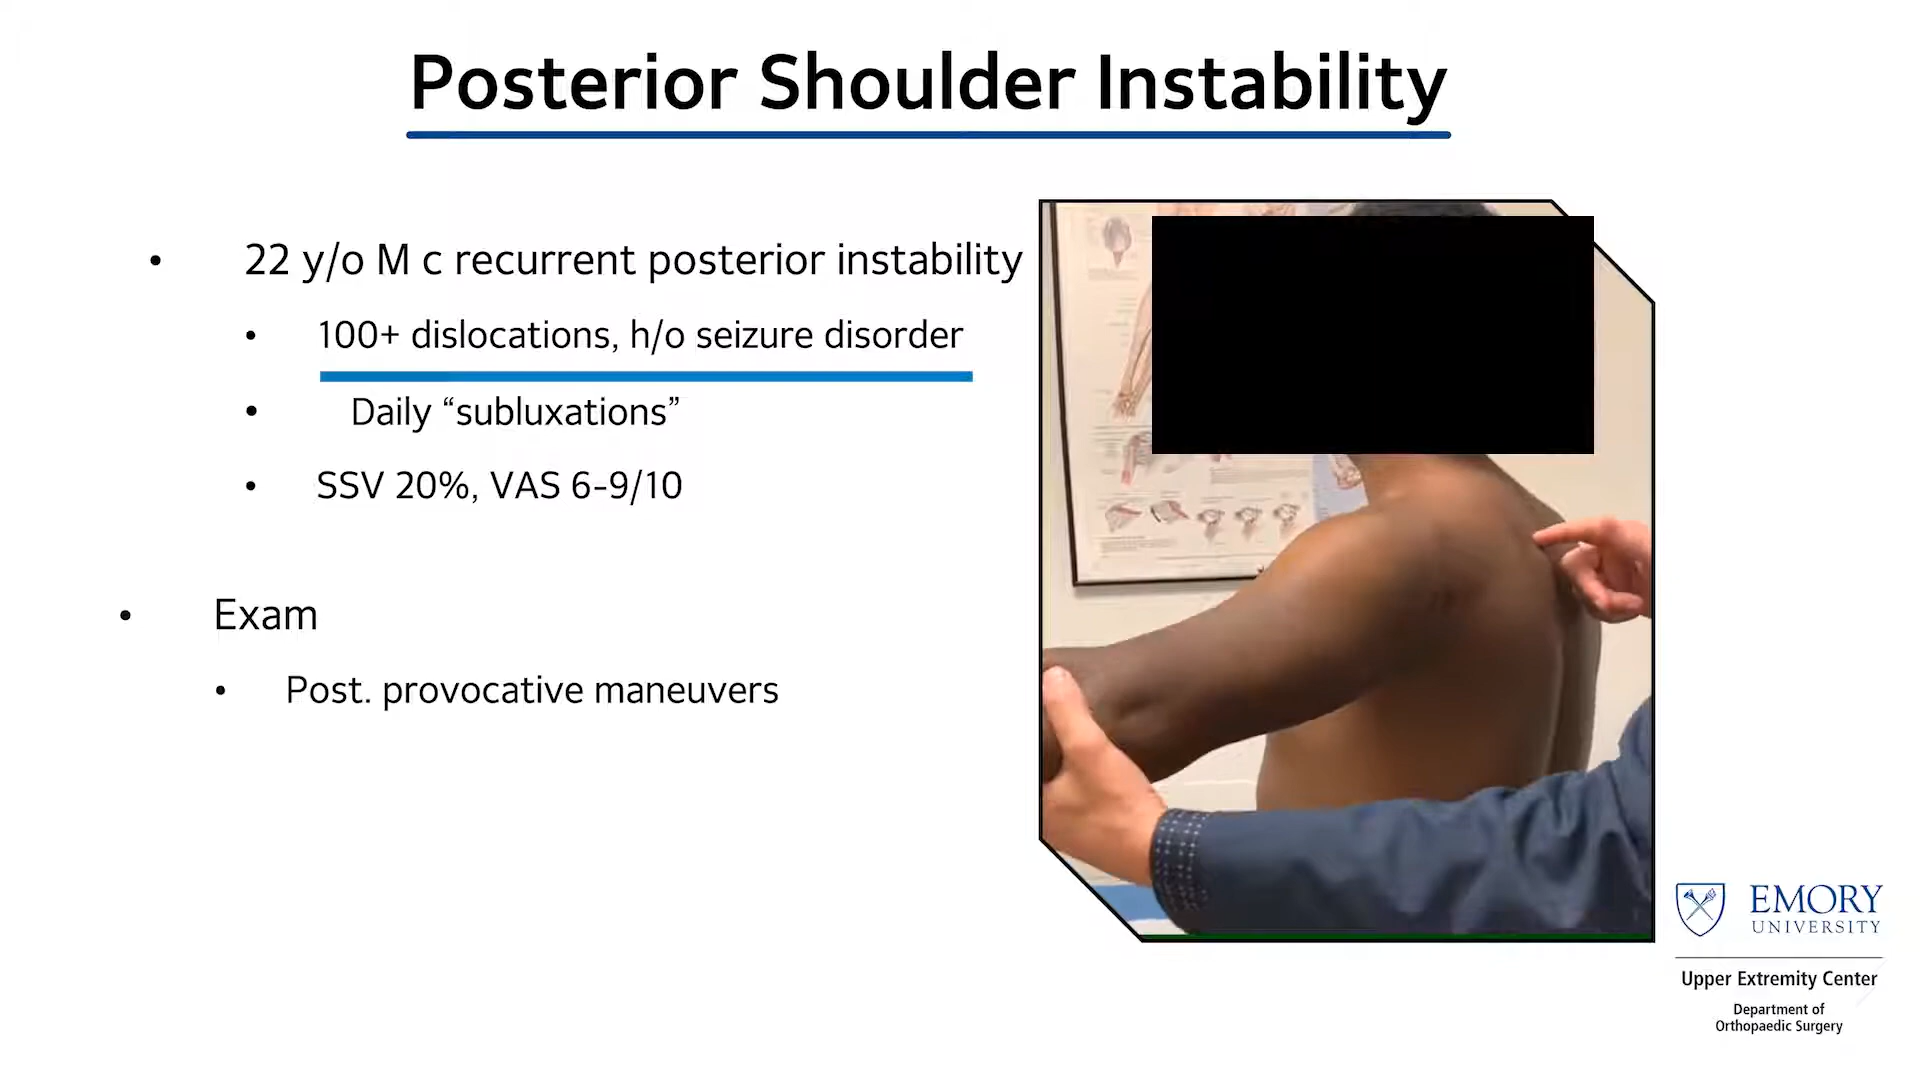 Posterior Shoulder Instability
• 22 y/o M c recurrent posterior instability
• 100+ dislocations, h/o seizure disorder
• Daily “subluxations”
• SSV 20%, VAS 6-9/10
• Exam
• Post. provocative maneuvers
EMORY
UNIVERSITY
Upper Extremity Center
Department of
Orthopaedic Surgery